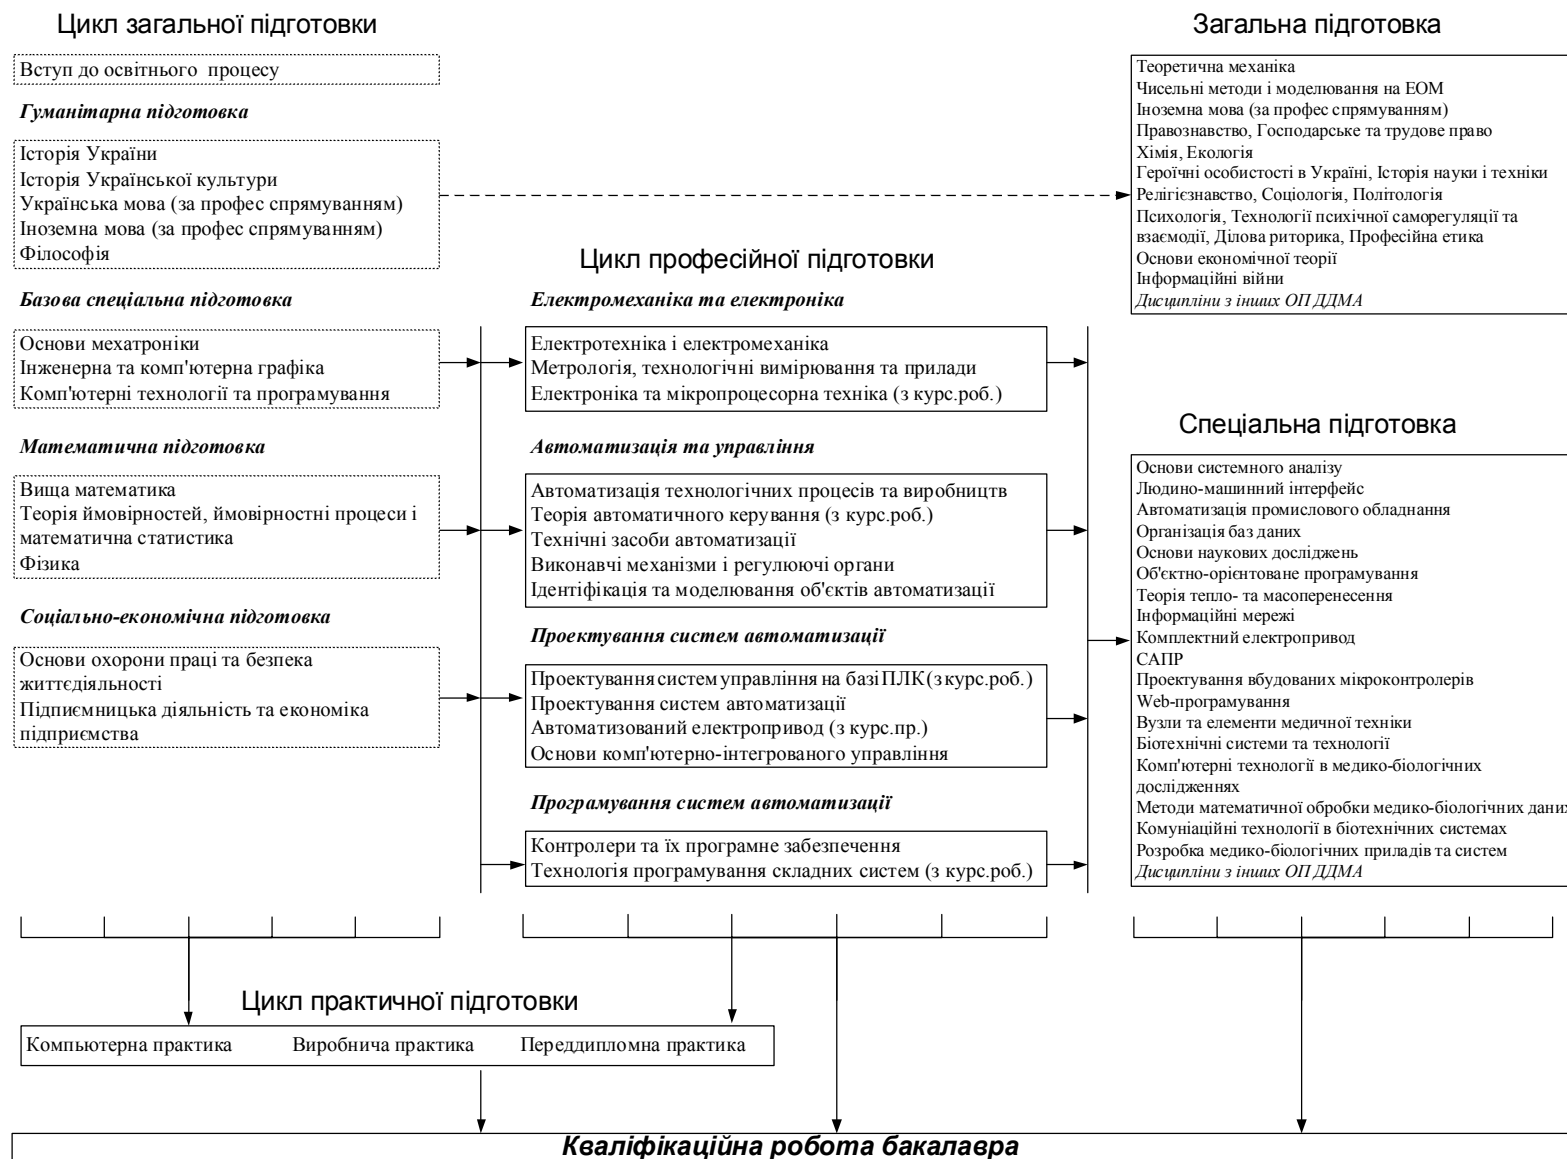 Цикл загальної підготовки
Вступ до освітнього процесу
Гуманітарна підготовка
Історія України
Історія Української культури
Українська мова (за профес спрямуванням)
Іноземна мова (за профес спрямуванням)
Філософія
Базова спеціальна підготовка
Основи мехатроніки
Інженерна та комп'ютерна графіка
Комп'ютерні технології та програмування
Математична підготовка
Вища математика
Теорія ймовірностей, ймовірностні процеси і
математична статистика
Фізика
Соціально-економічна підготовка
Основи охорони праці та безпека
життєдіяльності
Підписмницька діяльність та економіка
підприємства
Цикл професійної підготовки
Електромеханіка та електроніка
Електротехніка і електромеханіка
Метрологія, технологічні вимірювання та прилади
Електроніка та мікропроцесорна техніка (з курс.роб.)
Автоматизація та управління
Автоматизація технологічних процесів та виробництв
Теорія автоматичного керування (з курс.роб.)
Технічні засоби автоматизації
Виконавчі механізми і регулюючі органи
Ідентифікація та моделювання об'єктів автоматизації
Проектування систем автоматизації
Проектування систем управління на базі ПЛК (з курс.роб.)
Проектування систем автоматизації
Автоматизований електропривод (з курс.пр.)
Основи комп'ютерно-інтегрованого управління
Програмування систем автоматизації
Контролери та їх програмне забезпечення
Технологія програмування складних систем (з курс.роб.)
Загальна підготовка
Теоретична механіка
Чисельні методи і моделювання на ЕОМ
Іноземна мова (за профес спрямуванням)
Правознавство, Господарське та трудове право
Хімія, Екологія
Героїчні особистості в Україні, Історія науки і техніки
Релігієзнавство, Соціологія, Політологія
Психологія, Технології психічної саморегуляції та
взаємодії, Ділова риторика, Професійна етика
Основи економічної теорії
Інформаційні війни
Дисципліни з інших ОП ДДМА
Спеціальна підготовка
Основи системного аналізу
Людино-машинний інтерфейс
Автоматизація промислового обладнання
Організація баз даних
Основи наукових досліджень
Об'єктно-орієнтоване програмування
Теорія тепло- та масоперенесення
Інформаційні мережі
Комплектний електропривод
САПР
Проектування вбудованих мікроконтролерів
Web-програмування
Вузли та елементи медичної техніки
Біотехнічні системи та технології
Комп'ютерні технології в медико-біологічних
дослідженнях
Методи математичної обробки медико-біологічних даних
Комуніаційні технології в біотехнічних системах
Розробка медико-біологічних приладів та систем
Дисципліни з інших ОП ДДМА
Цикл практичної підготовки
Компьютерна практика Виробнича практика Переддипломна практика
Кваліфікаційна робота бакалавра